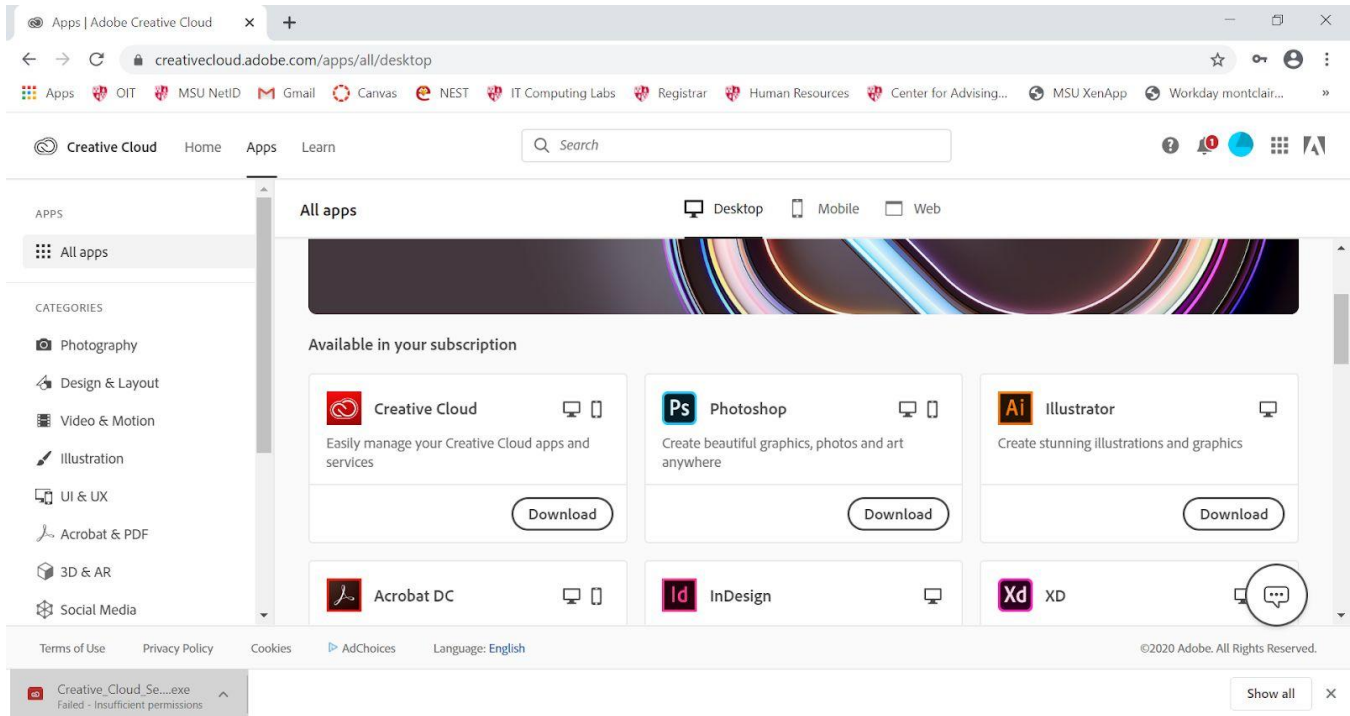 Apps | Adobe Creative Cloud
creativecloud.adobe.com/apps/all/desktop
Apps OIT MSU NetID Gmail Canvas NEST IT Computing Labs Registrar Human Resources Center for Advising... MSU XenApp Workday montclair... »
Creative Cloud Home Apps Learn Search 1
APPS
All apps
CATEGORIES
Photography
Design & Layout
Video & Motion
Illustration
UI & UX
Acrobat & PDF
3D & AR
Social Media
All apps Desktop Mobile Web
Available in your subscription
Creative Cloud
Easily manage your Creative Cloud apps and
services
Download
Ps Photoshop
Create beautiful graphics, photos and art
anywhere
Download
Ai Illustrator
Create stunning illustrations and graphics
Download
Acrobat DC
Id InDesign
Xd XD
Terms of Use Privacy Policy Cookies AdChoices Language: English ©2020 Adobe. All Rights Reserved.
Creative_Cloud_Se....exe
Failed - Insufficient permissions
Show all